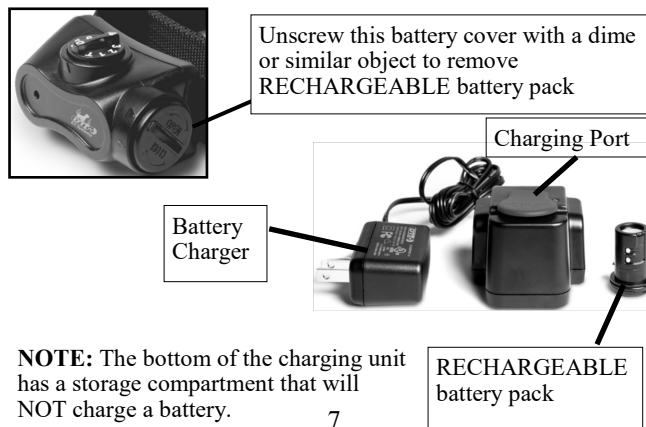 Unscrew this battery cover with a dime
or similar object to remove
RECHARGEABLE battery pack
OPEN
Charging Port
Battery
Charger
NOTE: The bottom of the charging unit
has a storage compartment that will
NOT charge a battery.
RECHARGEABLE
battery pack
7